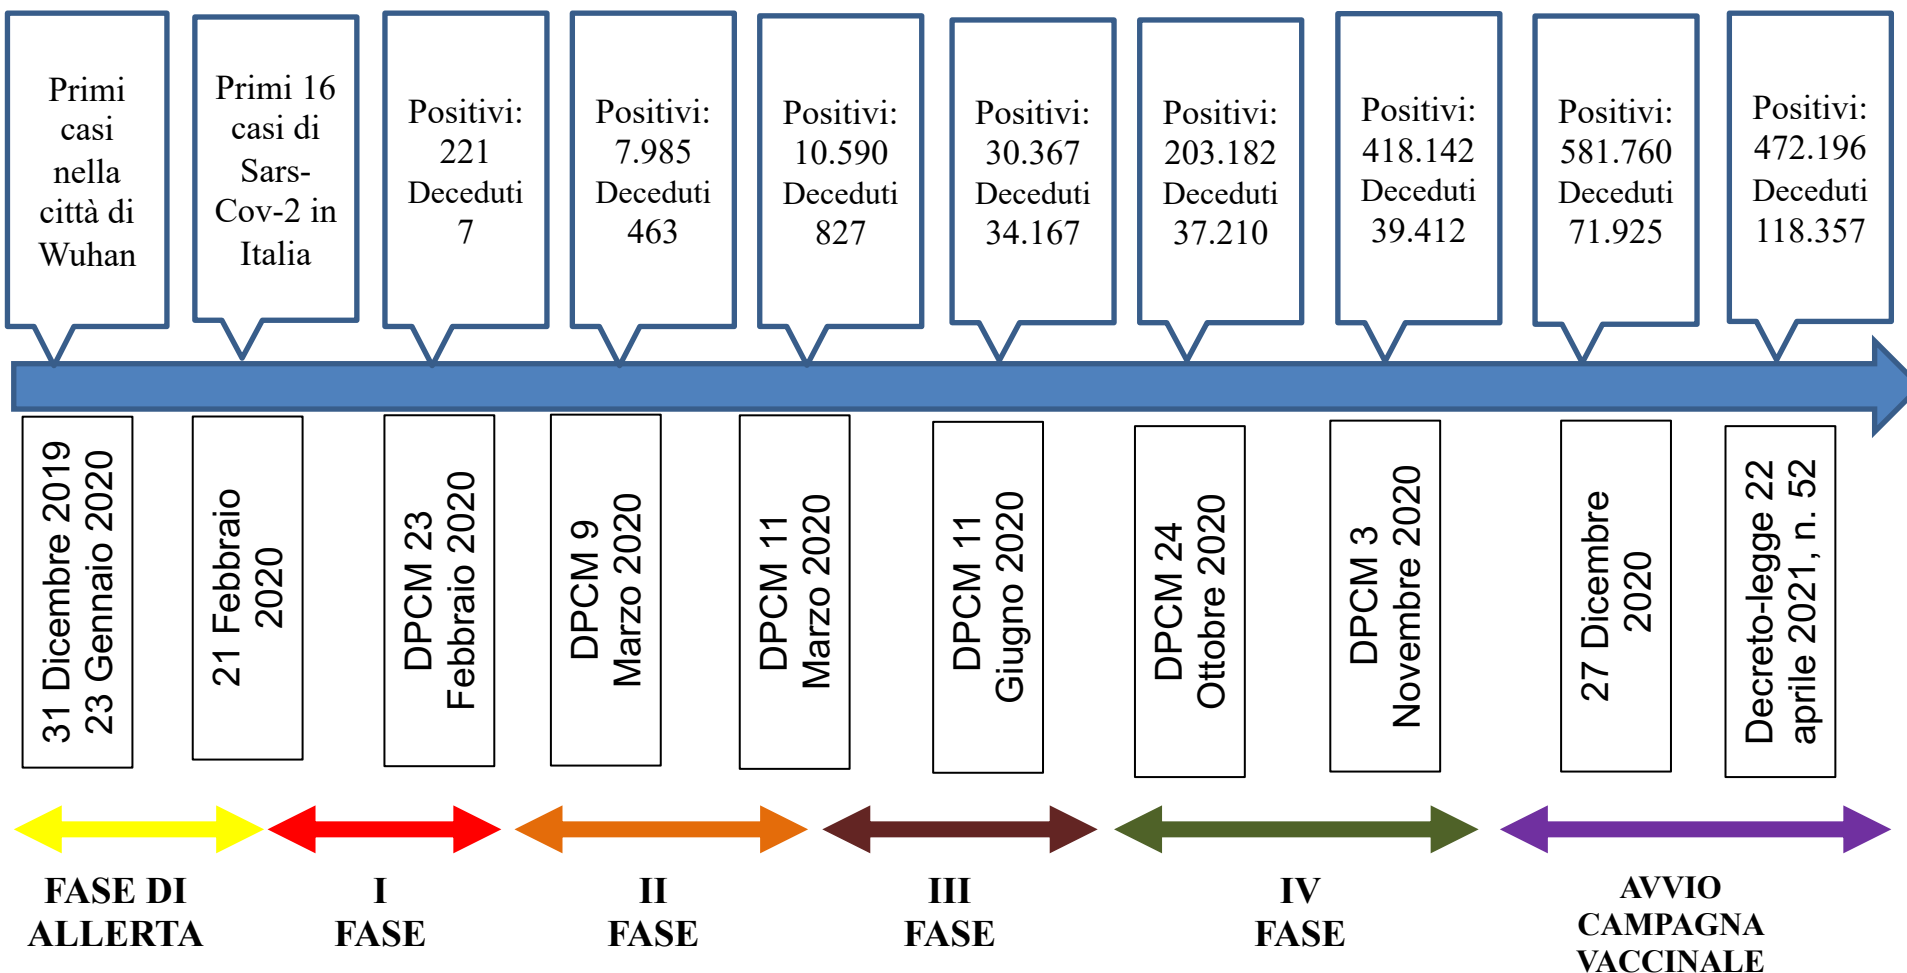 Primi
casi
nella
città di
Wuhan
Primi 16
casi di
Sars-
Cov-2 in
Italia
Positivi:
221
Deceduti
7
Positivi:
7.985
Deceduti
463
Positivi:
10.590
Deceduti
827
Positivi:
30.367
Deceduti
34.167
Positivi:
203.182
Deceduti
37.210
Positivi:
418.142
Deceduti
39.412
Positivi:
581.760
Deceduti
71.925
Positivi:
472.196
Deceduti
118.357
31 Dicembre 2019
23 Gennaio 2020
21 Febbraio
2020
DPCM 23
Febbraio 2020
DPCM 9
Marzo 2020
DPCM 11
Marzo 2020
DPCM 11
Giugno 2020
DPCM 24
Ottobre 2020
DPCM 3
Novembre 2020
27 Dicembre
2020
Decreto-legge 22
aprile 2021, n. 52
FASE DI
ALLERTA
I
FASE
II
FASE
III
FASE
IV
FASE
AVVIO
CAMPAGNA
VACCINALE